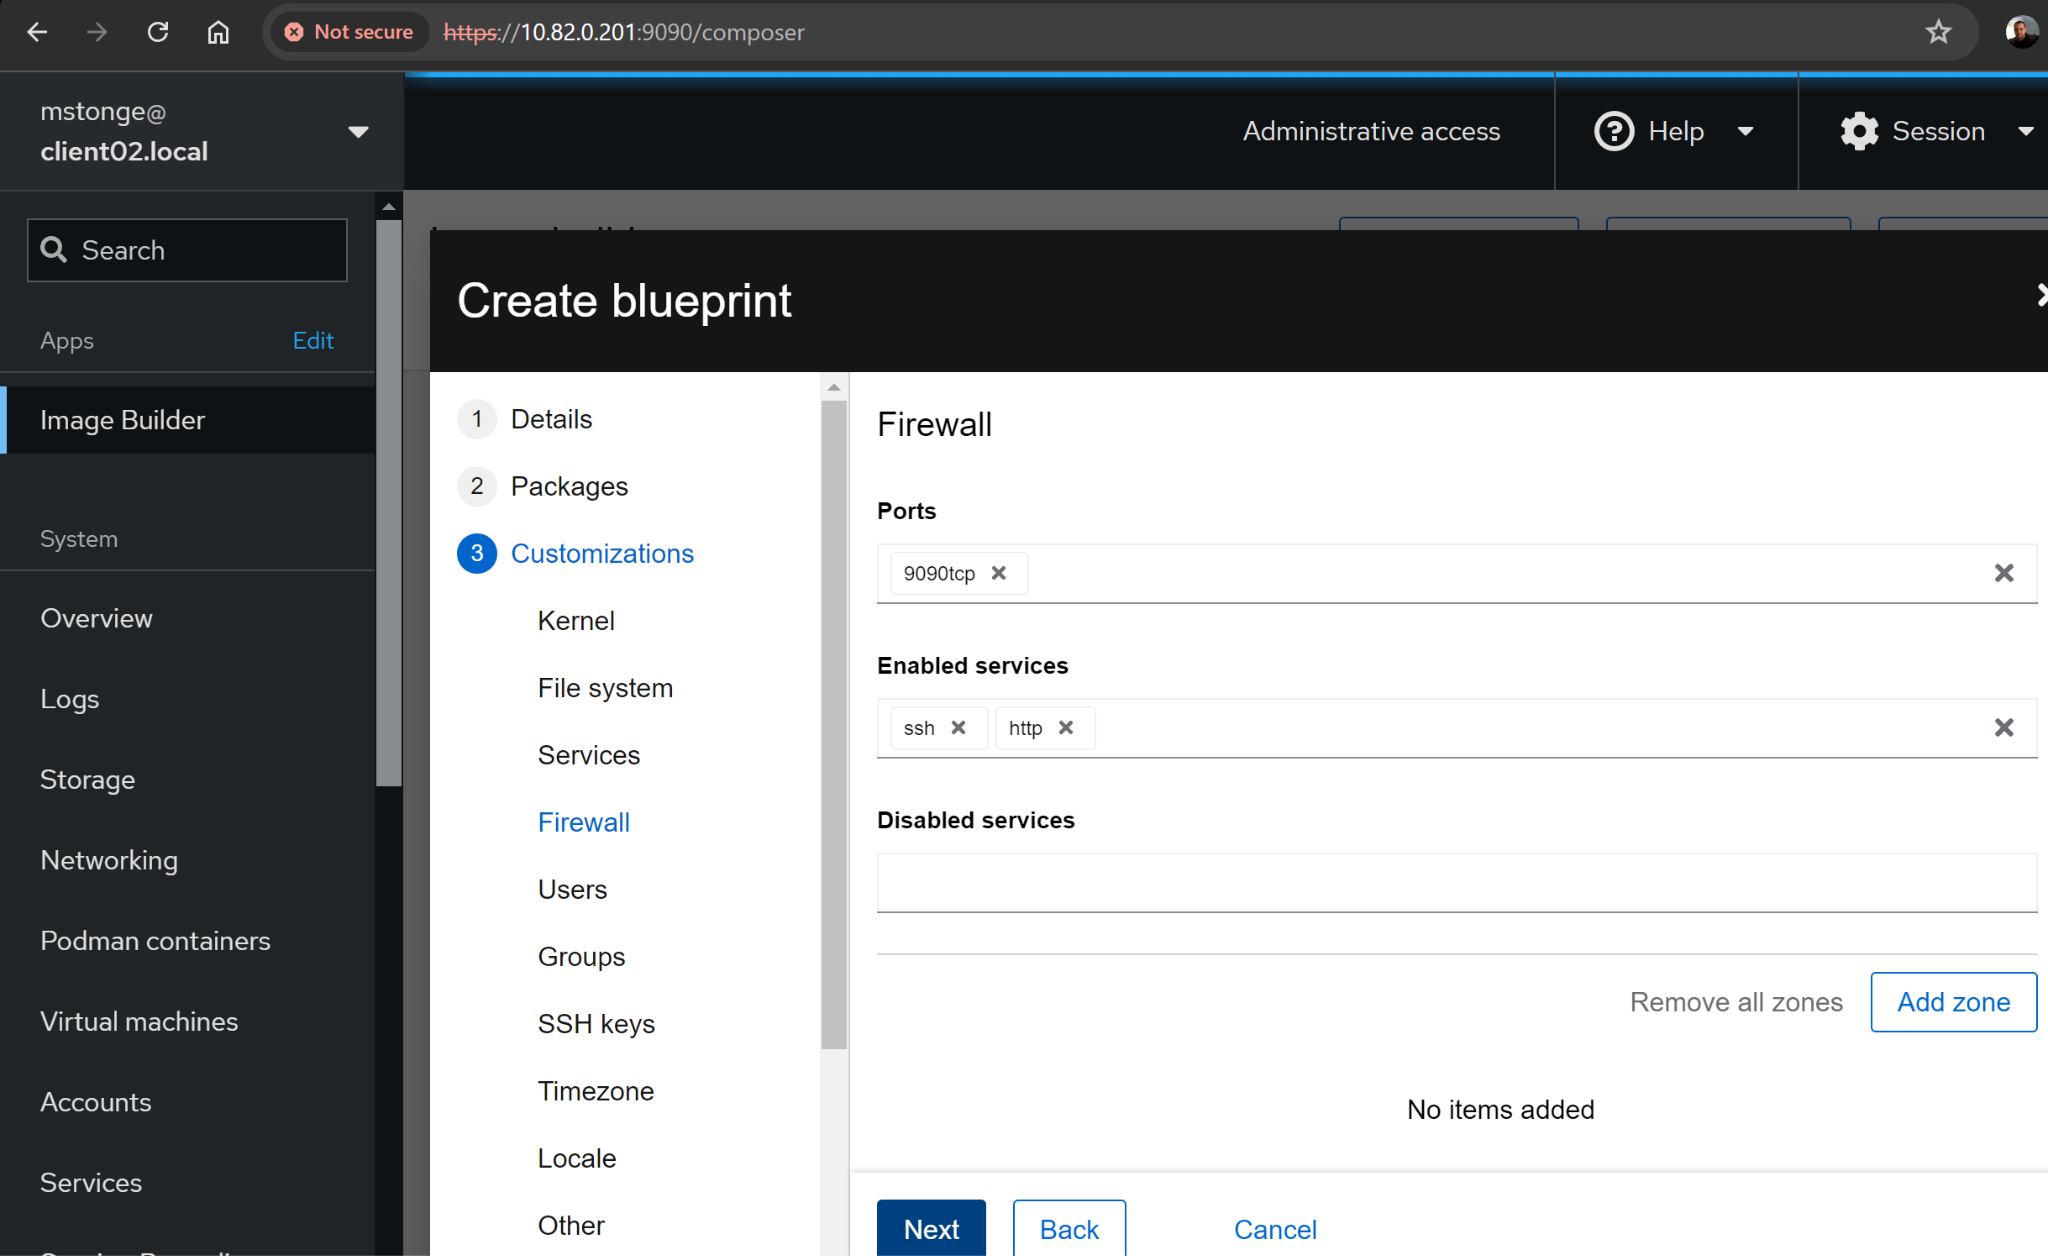 Not secure https://10.82.0.201:9090/composer
mstonge@
client02.local
Administrative access
Help
Session
Search
Apps
Edit
Image Builder
System
Overview
Logs
Storage
Networking
Podman containers
Virtual machines
Accounts
Services
Create blueprint
1 Details
2 Packages
3 Customizations
Kernel
File system
Services
Firewall
Users
Groups
SSH keys
Timezone
Locale
Other
Firewall
Ports
9090tcp
Enabled services
ssh http
Disabled services
Remove all zones Add zone
No items added
Next Back Cancel